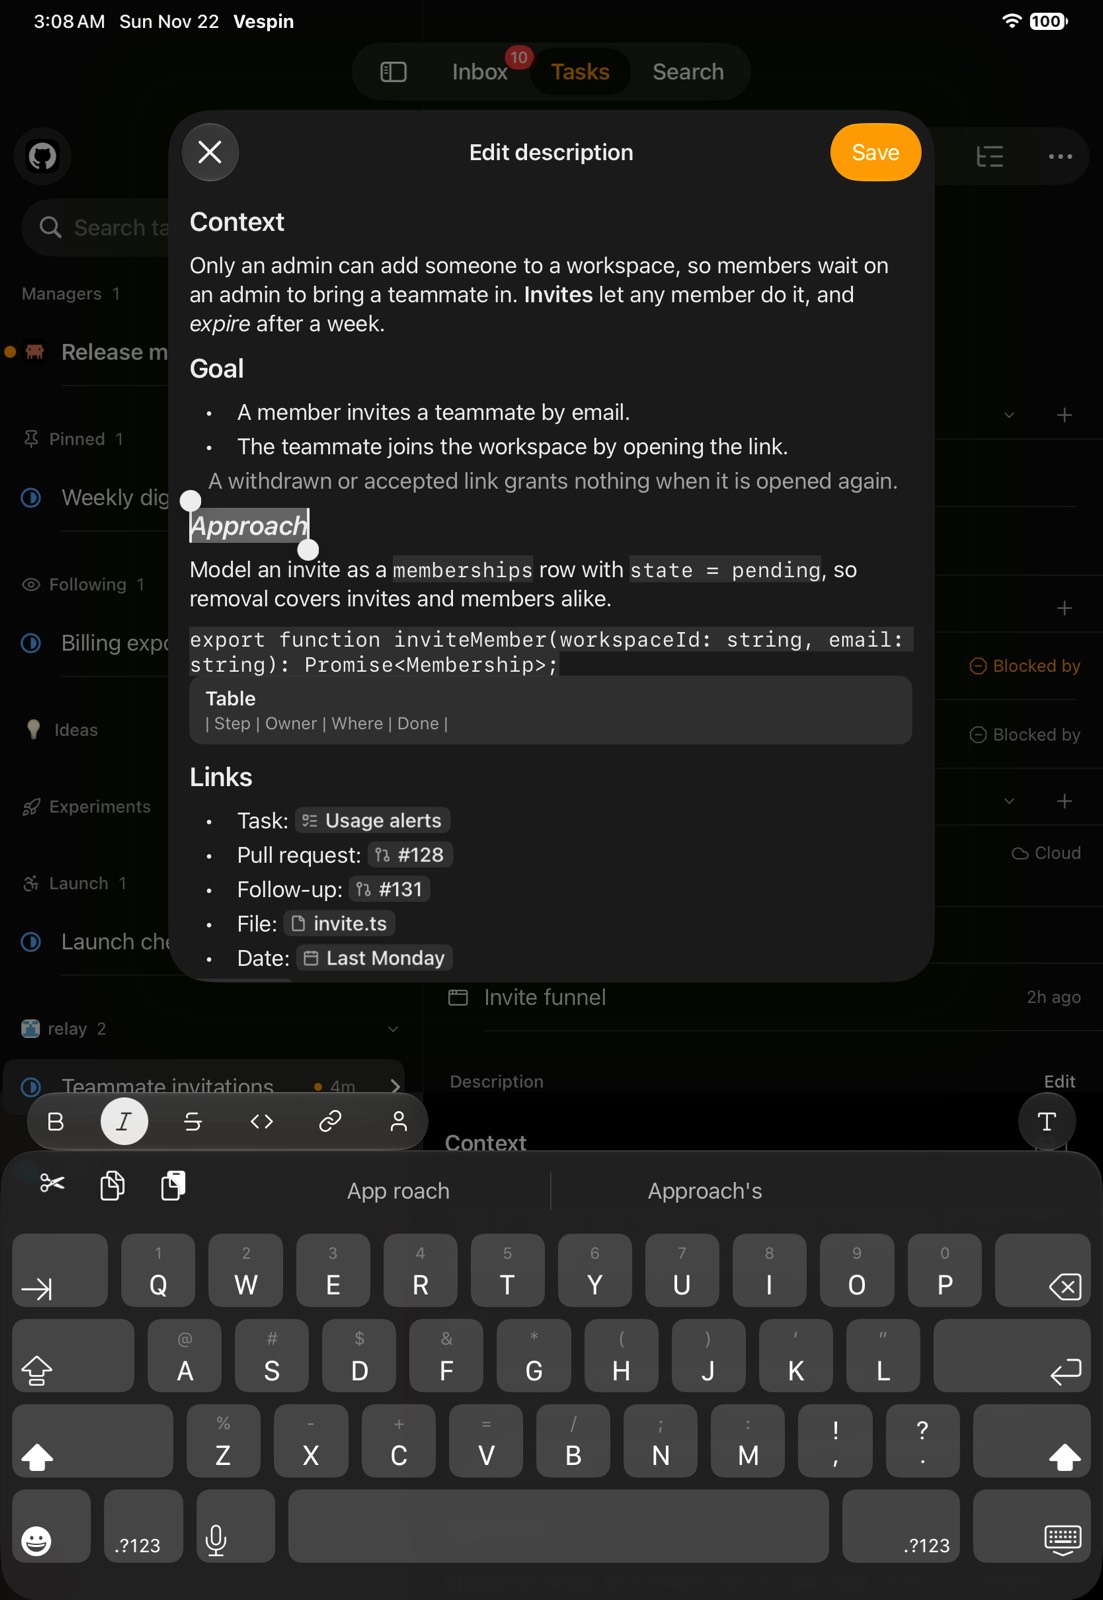 3:08 AM Sun Nov 22 Vespin
100
Inbox 10 Tasks Search
Edit description
Save
Search ta
Managers 1
Release m
Pinned 1
Weekly dig
Following 1
Billing expo
Ideas
Experiments
Launch 1
Launch che
relay 2
Teammate invitations 4m
Context
Only an admin can add someone to a workspace, so members wait on
an admin to bring a teammate in. Invites let any member do it, and
expire after a week.
Goal
• A member invites a teammate by email.
• The teammate joins the workspace by opening the link.
A withdrawn or accepted link grants nothing when it is opened again.
Approach
Model an invite as a memberships row with state = pending, so
removal covers invites and members alike.
export function inviteMember(workspaceId: string, email:
string): Promise<Membership>;
Table
| Step | Owner | Where | Done |
Links
• Task: Usage alerts
• Pull request: #128
• Follow-up: #131
• File: invite.ts
• Date: Last Monday
Blocked by
Blocked by
Cloud
Invite funnel 2h ago
Description Edit
Context
B I S <> T
App roach Approach's
1 2 3 4 5 6 7 8 9 0
Q W E R T Y U I O P
@ # $ & * ( ) ' "
A S D F G H J K L
% - + = / ; : ! ?
Z X C V B N M , .
.?123 .?123